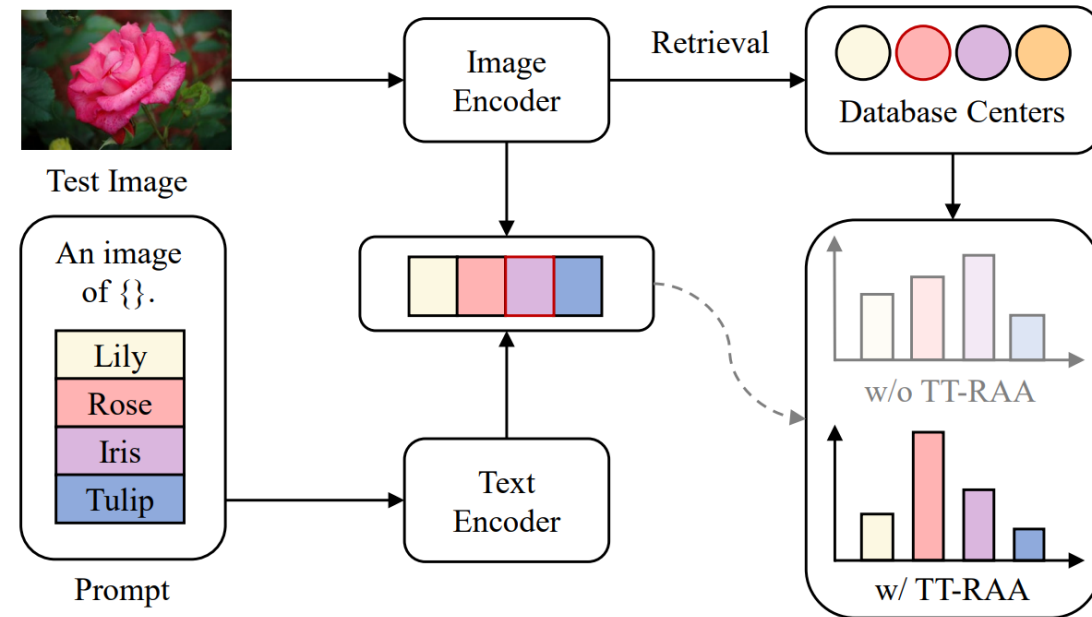 Test Image
Image
Encoder
Retrieval
Database Centers
An image
of {}.
Lily
Rose
Iris
Tulip
Prompt
Text
Encoder
w/o TT-RAA
w/ TT-RAA